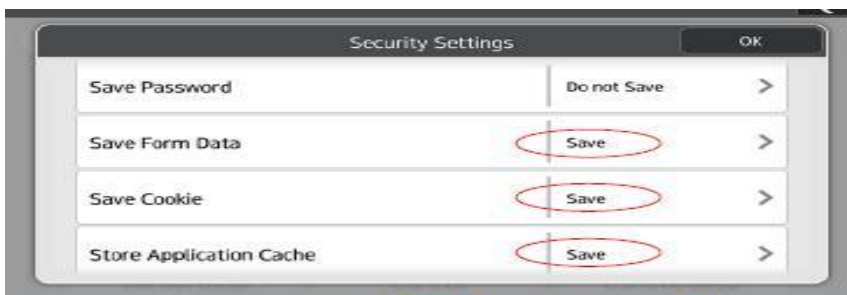 Security Settings OK
Save Password Do not Save >
Save Form Data Save >
Save Cookie Save >
Store Application Cache Save >